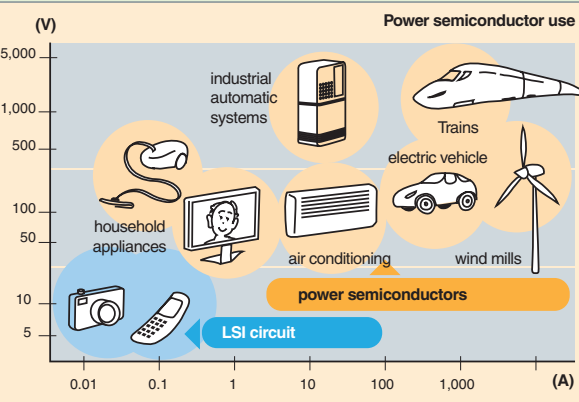 (V)
Power semiconductor use
5,000
1,000
500
100
50
10
5
industrial
automatic
systems
Trains
electric vehicle
household
appliances
air conditioning
wind mills
power semiconductors
LSI circuit
0.01
0.1
1
10
100
1,000
(A)